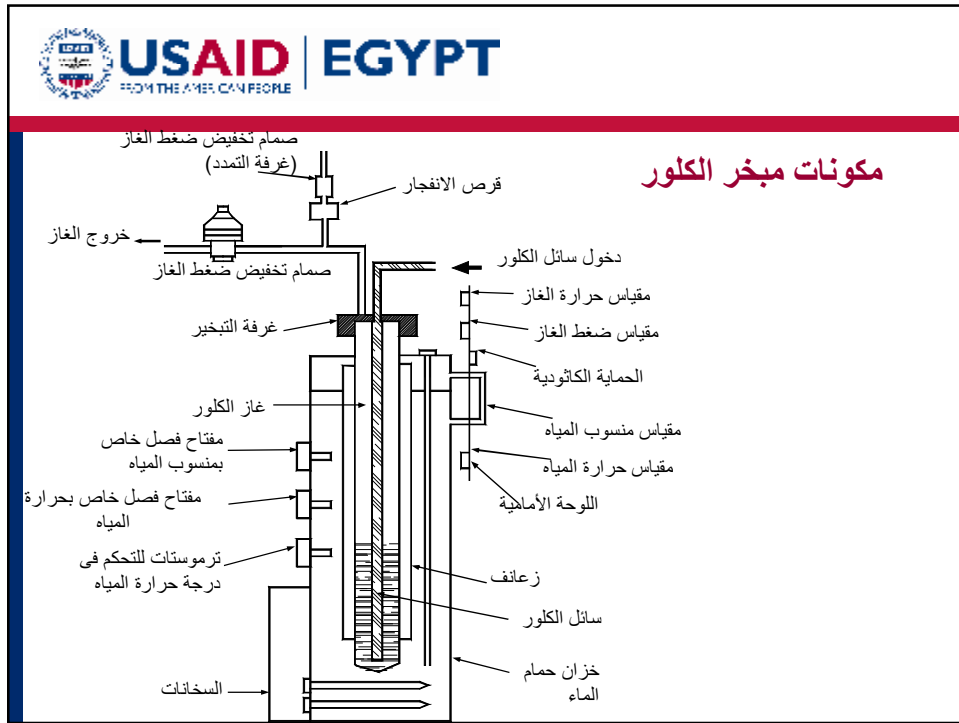 USAID | EGYPT
FROM THE AMERICAN PEOPLE
مكونات مبخر الكلور
صمام تخفيض ضغط الغاز
(غرفة التمدد)
قرص الانفجار
خروج الغاز
صمام تخفيض ضغط الغاز
دخول سائل الكلور
مقياس حرارة الغاز
غرفة التبخير
مقياس ضغط الغاز
الحماية الكاثودية
غاز الكلور
مقياس منسوب المياه
مفتاح فصل خاص
بمنسوب المياه
مقياس حرارة المياه
مفتاح فصل خاص بحرارة
المياه
اللوحة الأمامية
ترموستات للتحكم فى
درجة حرارة المياه
زعانف
سائل الكلور
خزان حمام
الماء
السخانات